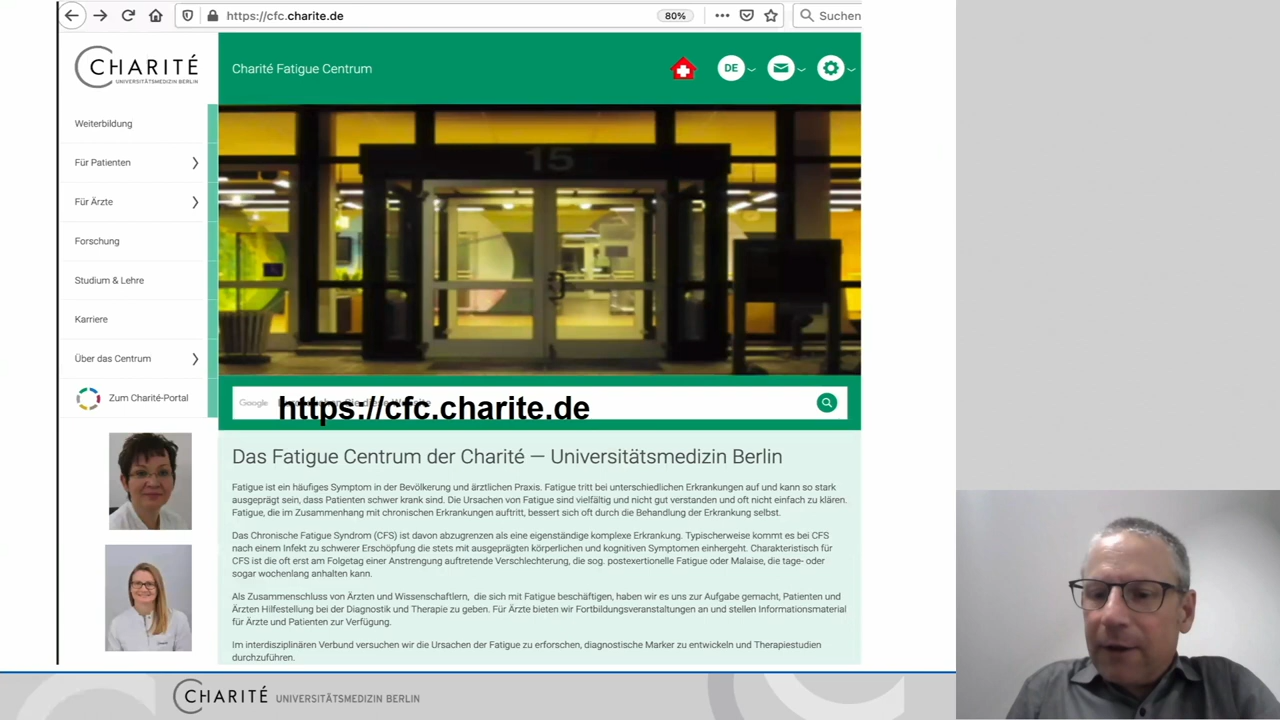 https://cfc.charite.de
80%
Suchen
CHARITÉ
UNIVERSITÄTSMEDIZIN BERLIN
Charité Fatigue Centrum
DE
Weiterbildung
Für Patienten
Für Ärzte
Forschung
Studium & Lehre
Karriere
Über das Centrum
Zum Charité-Portal
15
Google
https://cfc.charite.de
Das Fatigue Centrum der Charité — Universitätsmedizin Berlin
Fatigue ist ein häufiges Symptom in der Bevölkerung und ärztlichen Praxis. Fatigue tritt bei unterschiedlichen Erkrankungen auf und kann so stark
ausgeprägt sein, dass Patienten schwer krank sind. Die Ursachen von Fatigue sind vielfältig und nicht gut verstanden und oft nicht einfach zu klären.
Fatigue, die im Zusammenhang mit chronischen Erkrankungen auftritt, bessert sich oft durch die Behandlung der Erkrankung selbst.
Das Chronische Fatigue Syndrom (CFS) ist davon abzugrenzen als eine eigenständige komplexe Erkrankung. Typischerweise kommt es bei CFS
nach einem Infekt zu schwerer Erschöpfung die stets mit ausgeprägten körperlichen und kognitiven Symptomen einhergeht. Charakteristisch für
CFS ist die oft erst am Folgetag einer Anstrengung auftretende Verschlechterung, die sog. postexertionelle Fatigue oder Malaise, die tage- oder
sogar wochenlang anhalten kann.
Als Zusammenschluss von Ärzten und Wissenschaftlern, die sich mit Fatigue beschäftigen, haben wir es uns zur Aufgabe gemacht, Patienten und
Ärzten Hilfestellung bei der Diagnostik und Therapie zu geben. Für Ärzte bieten wir Fortbildungsveranstaltungen an und stellen Informationsmaterial
für Ärzte und Patienten zur Verfügung.
Im interdisziplinären Verbund versuchen wir die Ursachen der Fatigue zu erforschen, diagnostische Marker zu entwickeln und Therapiestudien
durchzuführen.
CHARITÉ UNIVERSITÄTSMEDIZIN BERLIN